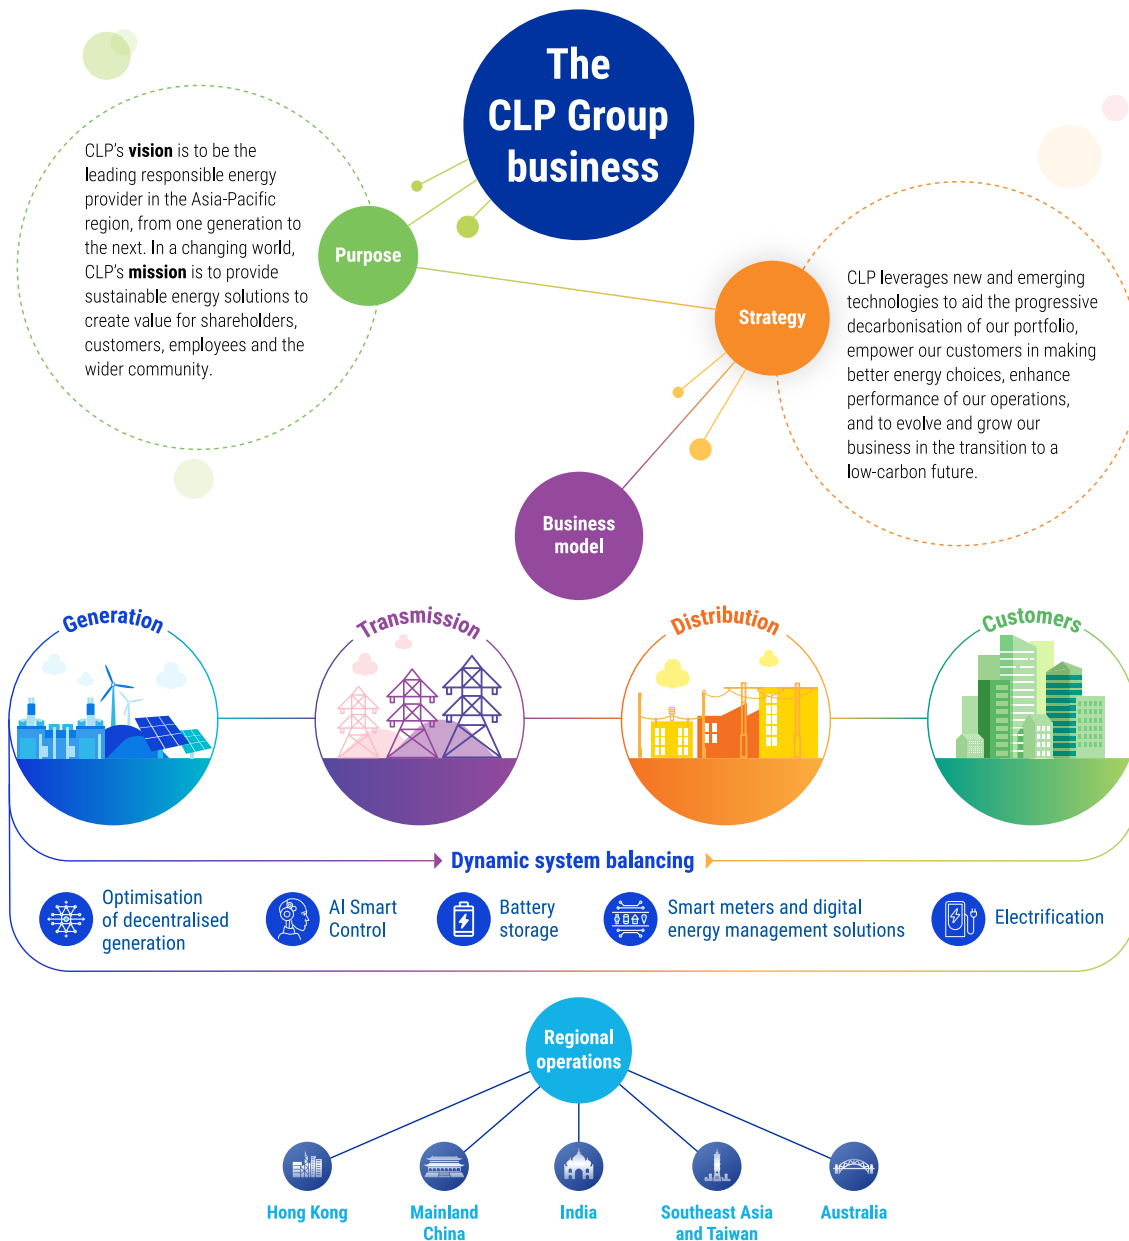 The
CLP Group
business
CLP's vision is to be the
leading responsible energy
provider in the Asia-Pacific
region, from one generation to
the next. In a changing world,
CLP's mission is to provide
sustainable energy solutions to
create value for shareholders,
customers, employees and the
wider community.
Purpose
Strategy
CLP leverages new and emerging
technologies to aid the progressive
decarbonisation of our portfolio,
empower our customers in making
better energy choices, enhance
performance of our operations,
and to evolve and grow our
business in the transition to a
low-carbon future.
Business
model
Generation
Transmission
Distribution
Customers
Dynamic system balancing
Optimisation
of decentralised
generation
AI Smart
Control
Battery
storage
Smart meters and digital
energy management solutions
Electrification
Regional
operations
Hong Kong
Mainland
China
India
Southeast Asia
and Taiwan
Australia